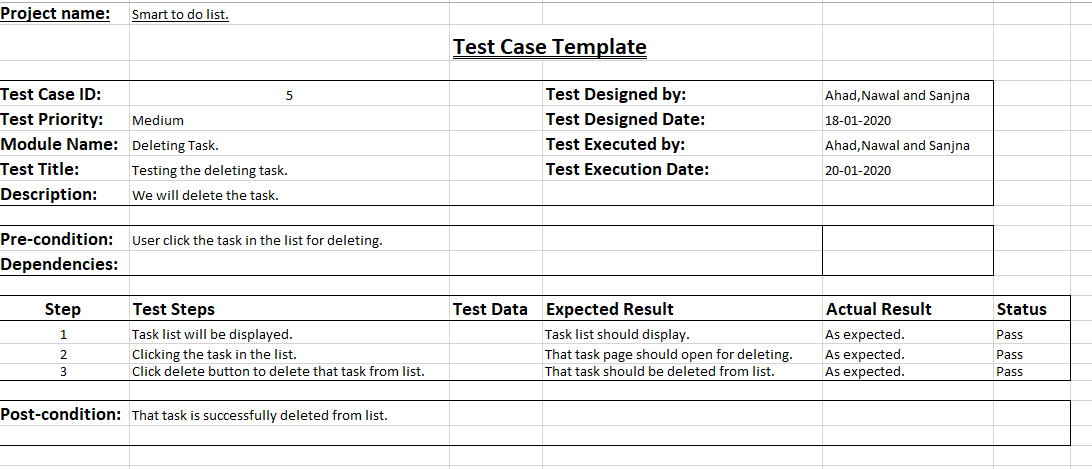 Project name: Smart to do list.
Test Case Template
Test Case ID: 5 Test Designed by: Ahad,Nawal and Sanjna
Test Priority: Medium Test Designed Date: 18-01-2020
Module Name: Deleting Task. Test Executed by: Ahad,Nawal and Sanjna
Test Title: Testing the deleting task. Test Execution Date: 20-01-2020
Description: We will delete the task.
Pre-condition: User click the task in the list for deleting.
Dependencies:
Step Test Steps Test Data Expected Result Actual Result Status
1 Task list will be displayed. Task list should display. As expected. Pass
2 Clicking the task in the list. That task page should open for deleting. As expected. Pass
3 Click delete button to delete that task from list. That task should be deleted from list. As expected. Pass
Post-condition: That task is successfully deleted from list.